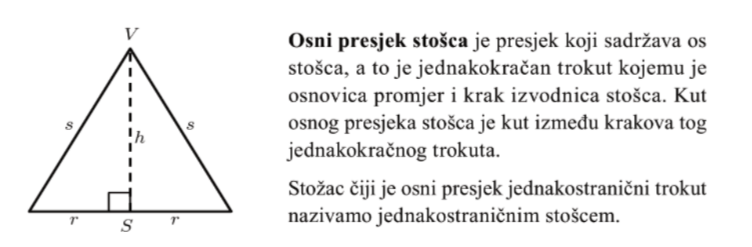 V
s
s
h
r
S
r
Osni presjek stošca je presjek koji sadržava os
stošca, a to je jednakokračan trokut kojemu je
osnovica promjer i krak izvodnica stošca. Kut
osnog presjeka stošca je kut između krakova tog
jednakokračnog trokuta.
Stožac čiji je osni presjek jednakostranični trokut
nazivamo jednakostraničnim stošcem.